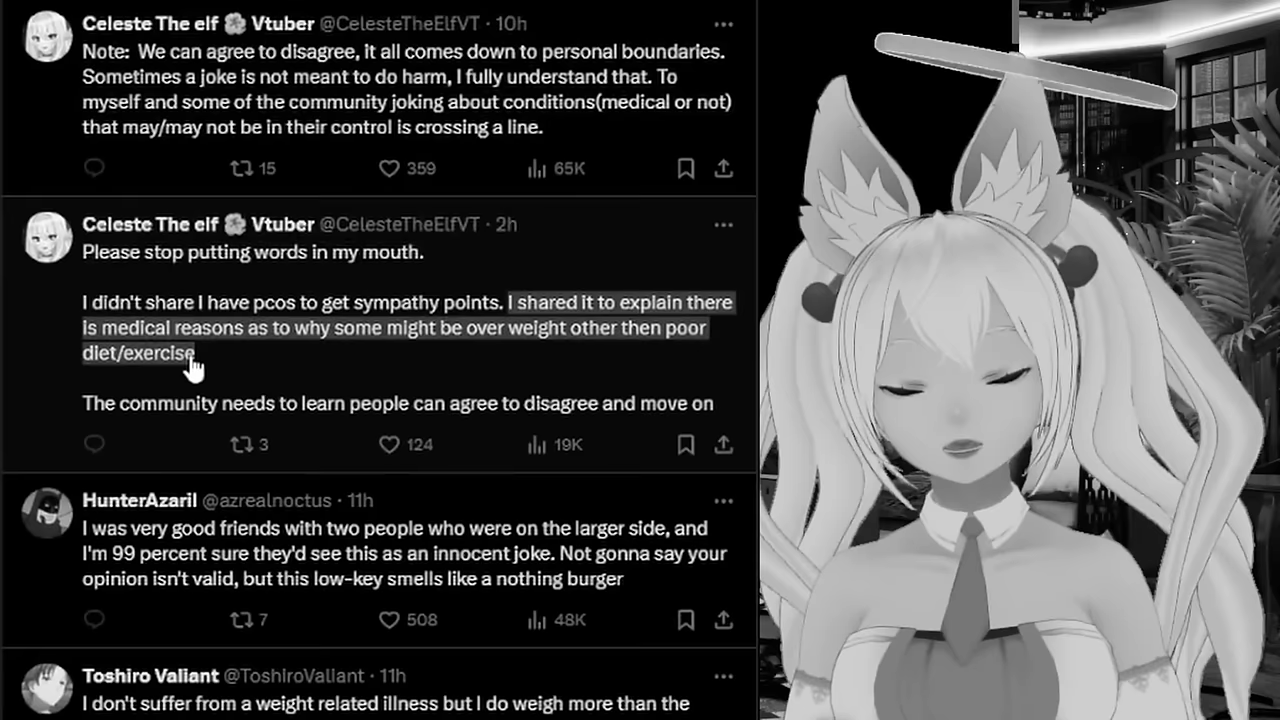 Celeste The elf Vtuber @CelesteTheElfVT · 10h
Note: We can agree to disagree, it all comes down to personal boundaries.
Sometimes a joke is not meant to do harm, I fully understand that. To
myself and some of the community joking about conditions(medical or not)
that may/may not be in their control is crossing a line.
15 359 65K
Celeste The elf Vtuber @CelesteTheElfVT · 2h
Please stop putting words in my mouth.
I didn't share I have pcos to get sympathy points. I shared it to explain there
is medical reasons as to why some might be over weight other then poor
diet/exercise
The community needs to learn people can agree to disagree and move on
3 124 19K
HunterAzaril @azrealnoctus · 11h
I was very good friends with two people who were on the larger side, and
I'm 99 percent sure they'd see this as an innocent joke. Not gonna say your
opinion isn't valid, but this low-key smells like a nothing burger
7 508 48K
Toshiro Valiant @ToshiroValiant · 11h
I don't suffer from a weight related illness but I do weigh more than the